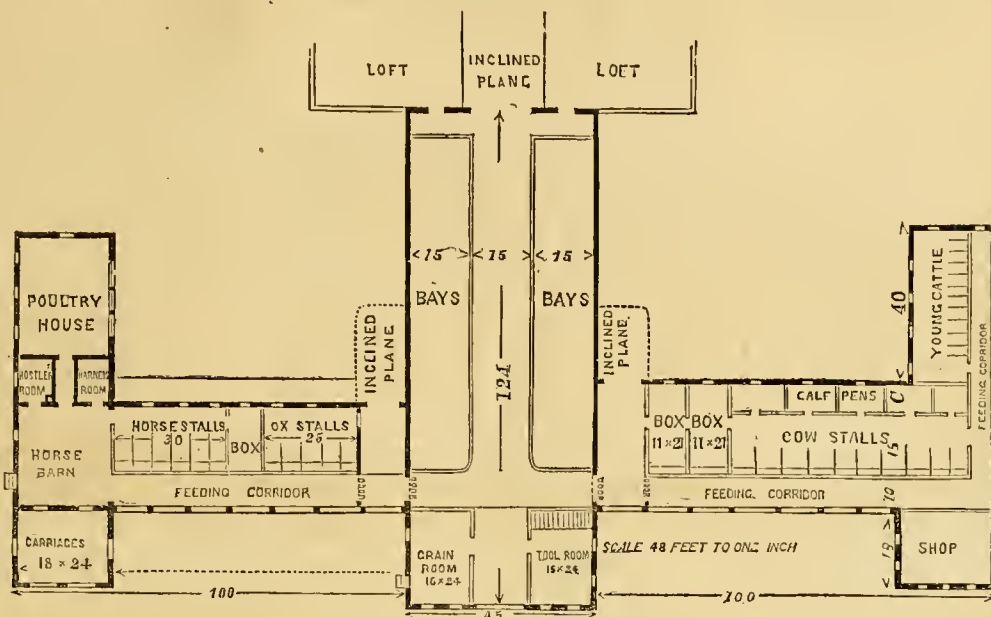 LOFT
INCLINED
PLANE
LOFT
15
15
15
BAYS
BAYS
124
POULTRY
HOUSE
HOSTLER
ROOM
HARNESS
ROOM
INCLINED
PLANE
INCLINED
PLANE
40
YOUNG CATTLE
FEEDING CORRIDOR
HORSE STALLS
30
BOX
OX STALLS
25
HORSE
BARN
FEEDING CORRIDOR
BOX
11 × 21
BOX
11 × 21
CALF PENS
C
COW STALLS
15
FEEDING CORRIDOR
10
CARRIAGES
18 × 24
GRAIN
ROOM
16 × 24
TOOL ROOM
16 × 24
SCALE 48 FEET TO ONE INCH
19
SHOP
100
45
100